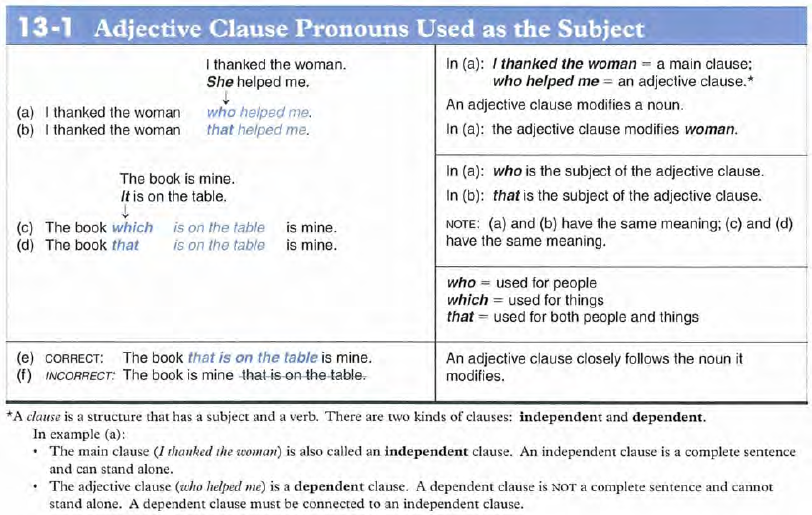 13-1 Adjective Clause Pronouns Used as the Subject
I thanked the woman.
She helped me.
↓
(a) I thanked the woman who helped me.
(b) I thanked the woman that helped me.
The book is mine.
It is on the table.
↓
(c) The book which is on the table is mine.
(d) The book that is on the table is mine.
In (a): I thanked the woman = a main clause;
who helped me = an adjective clause.*
An adjective clause modifies a noun.
In (a): the adjective clause modifies woman.
In (a): who is the subject of the adjective clause.
In (b): that is the subject of the adjective clause.
NOTE: (a) and (b) have the same meaning; (c) and (d)
have the same meaning.
who = used for people
which = used for things
that = used for both people and things
(e) CORRECT: The book that is on the table is mine.
(f) INCORRECT: The book is mine that is on the table.
An adjective clause closely follows the noun it
modifies.
*A clause is a structure that has a subject and a verb. There are two kinds of clauses: independent and dependent.
In example (a):
• The main clause (I thanked the woman) is also called an independent clause. An independent clause is a complete sentence
and can stand alone.
• The adjective clause (who helped me) is a dependent clause. A dependent clause is NOT a complete sentence and cannot
stand alone. A dependent clause must be connected to an independent clause.